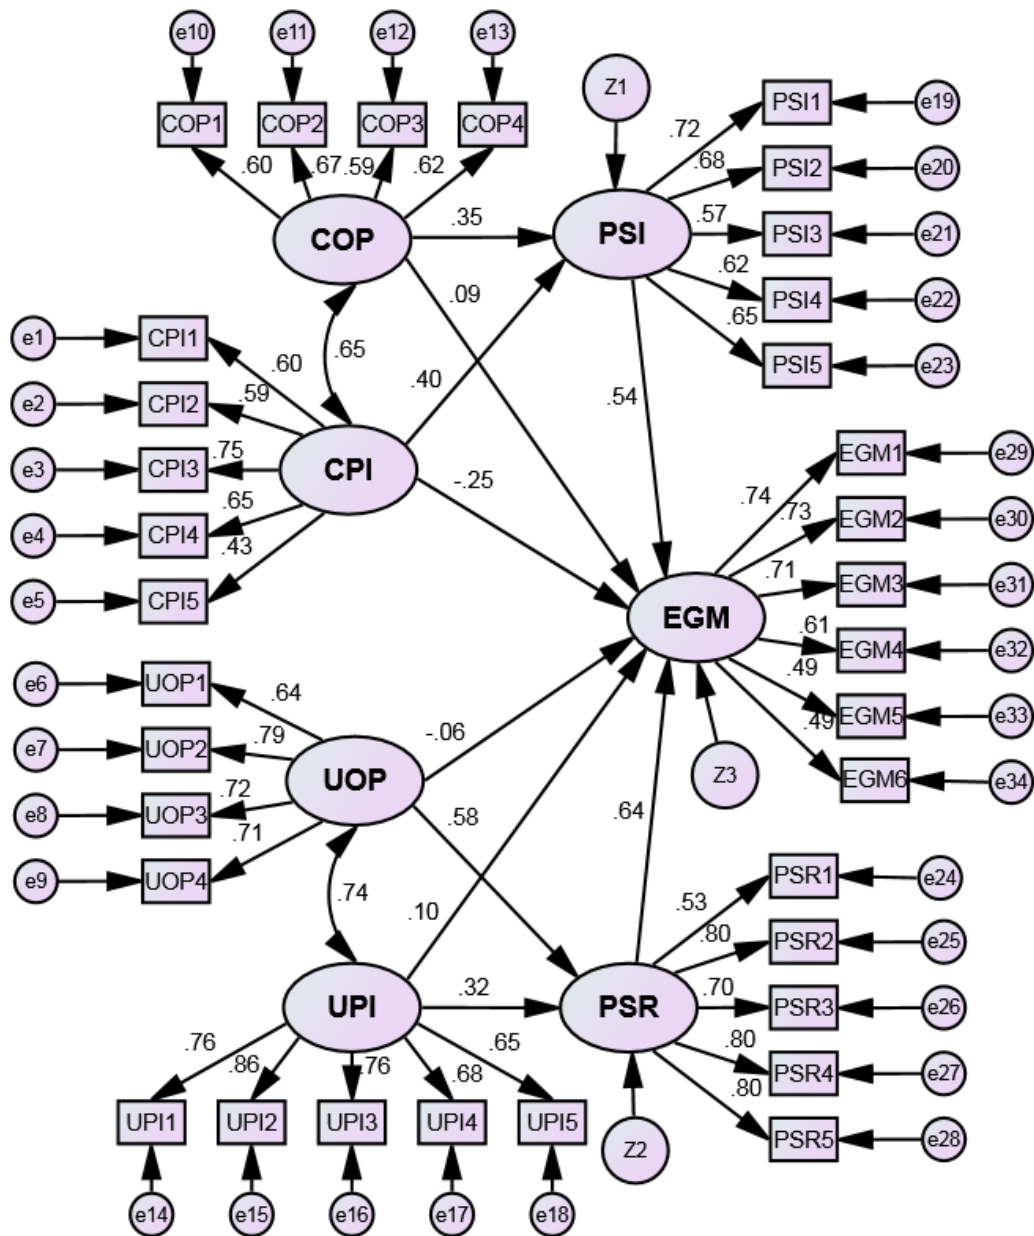 e10 e11 e12 e13
COP1 COP2 COP3 COP4
.60 .67 .59 .62
COP
Z1
PSI
.35
.09
.72 PSI1 e19
.68 PSI2 e20
.57 PSI3 e21
.62 PSI4 e22
.65 PSI5 e23
.65
.40
.54
e1 CPI1 .60
e2 CPI2 .59
e3 CPI3 .75
e4 CPI4 .65
e5 CPI5 .43
CPI
-.25
.74 EGM1 e29
.73 EGM2 e30
.71 EGM3 e31
.61 EGM4 e32
.49 EGM5 e33
.49 EGM6 e34
EGM
Z3
e6 UOP1 .64
e7 UOP2 .79
e8 UOP3 .72
e9 UOP4 .71
UOP
-.06
.58
.64
.74
.10
UPI
.32
PSR
Z2
.53 PSR1 e24
.80 PSR2 e25
.70 PSR3 e26
.80 PSR4 e27
.80 PSR5 e28
.76 .86 .76 .68 .65
UPI1 UPI2 UPI3 UPI4 UPI5
e14 e15 e16 e17 e18